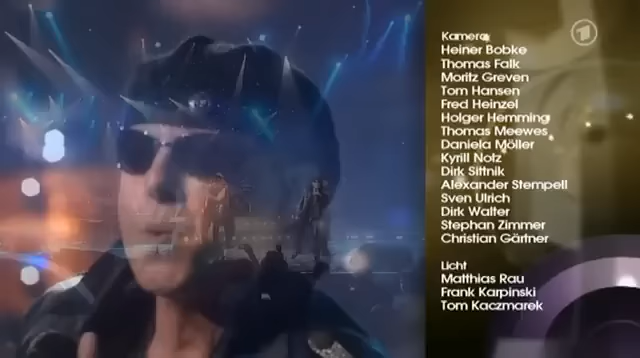 Kamera
Heiner Bobke
Thomas Falk
Moritz Greven
Tom Hansen
Fred Heinzel
Holger Hemming
Thomas Meewes
Daniela Möller
Kyrill Notz
Dirk Sittnik
Alexander Stempell
Sven Ulrich
Dirk Walter
Stephan Zimmer
Christian Gärtner
Licht
Matthias Rau
Frank Karpinski
Tom Kaczmarek
1